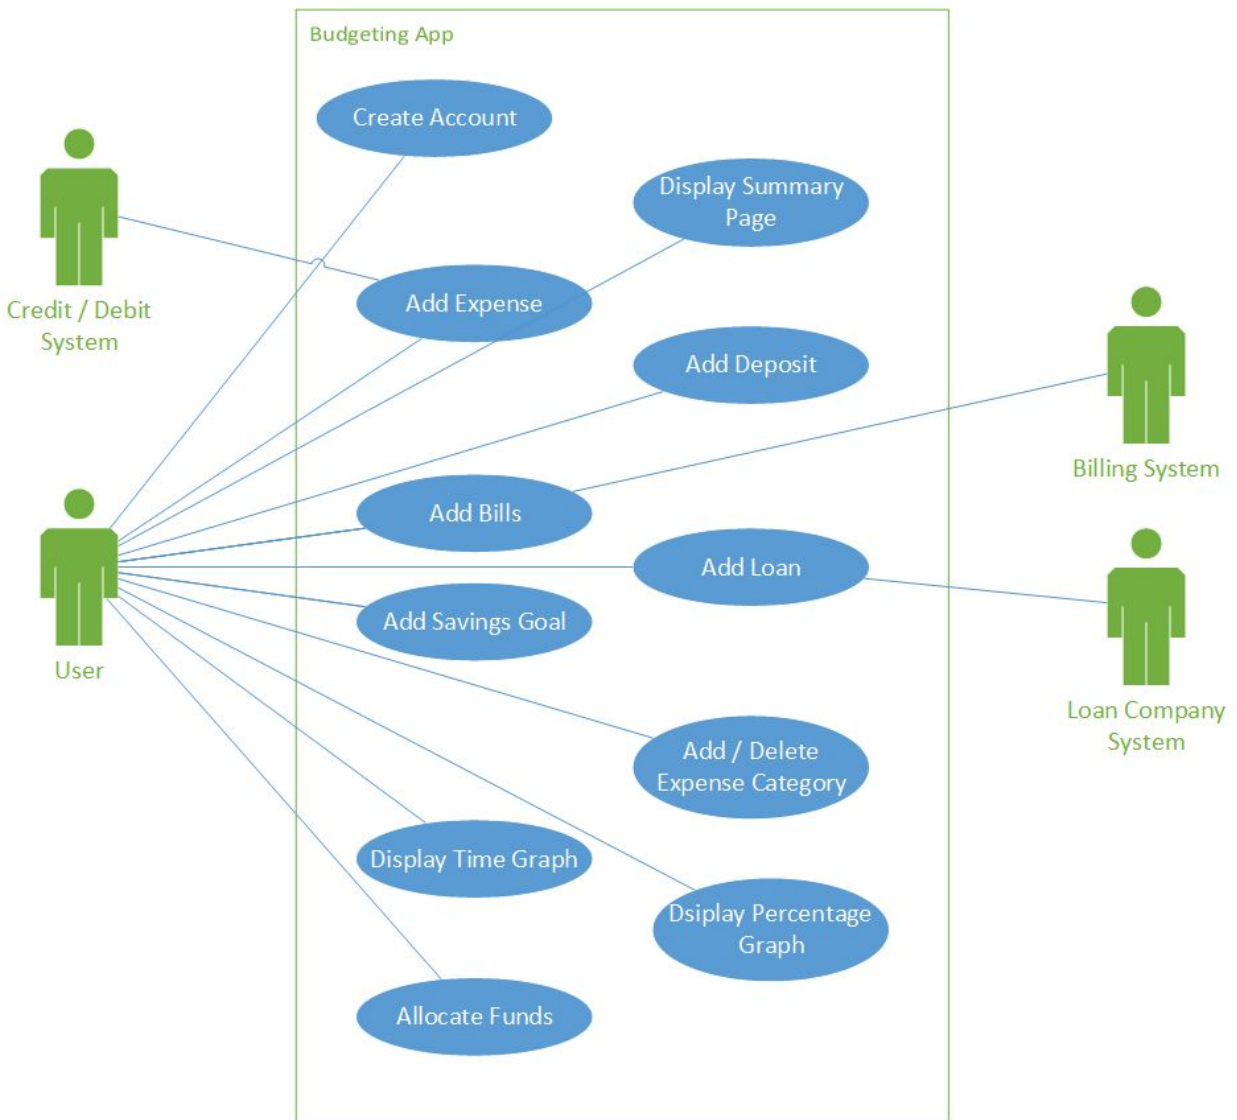 Budgeting App
Create Account
Display Summary
Page
Credit / Debit
System
Add Expense
Add Deposit
Billing System
Add Bills
Add Loan
Add Savings Goal
User
Loan Company
System
Add / Delete
Expense Category
Display Time Graph
Dsiplay Percentage
Graph
Allocate Funds